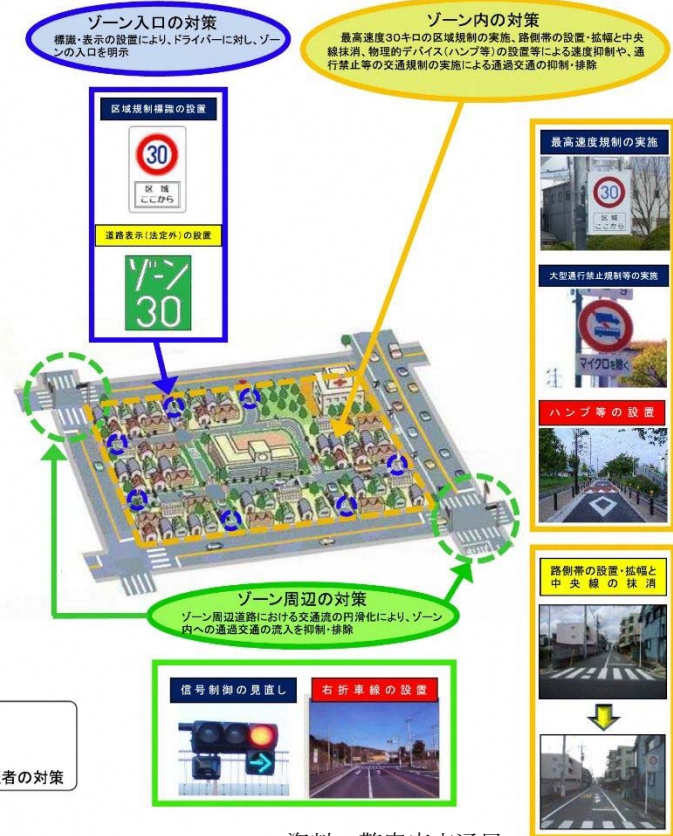 ゾーン入口の対策
標識・表示の設置により、ドライバーに対し、ゾー
ンの入口を明示
ゾーン内の対策
最高速度30キロの区域規制の実施、路側帯の設置・拡幅と中央
線抹消、物理的デバイス(ハンプ等)の設置等による速度抑制や、通
行禁止等の交通規制の実施による通過交通の抑制・排除
区域規制標識の設置
30
区域
ここから
道路表示(法定外)の設置
ゾーン
30
最高速度規制の実施
30
区域
ここから
大型通行禁止規制等の実施
マイクロを除く
ハンプ等の設置
路側帯の設置・拡幅と
中央線の抹消
ゾーン周辺の対策
ゾーン周辺道路における交通流の円滑化により、ゾーン
内への通過交通の流入を抑制・排除
信号制御の見直し
右折車線の設置
者の対策